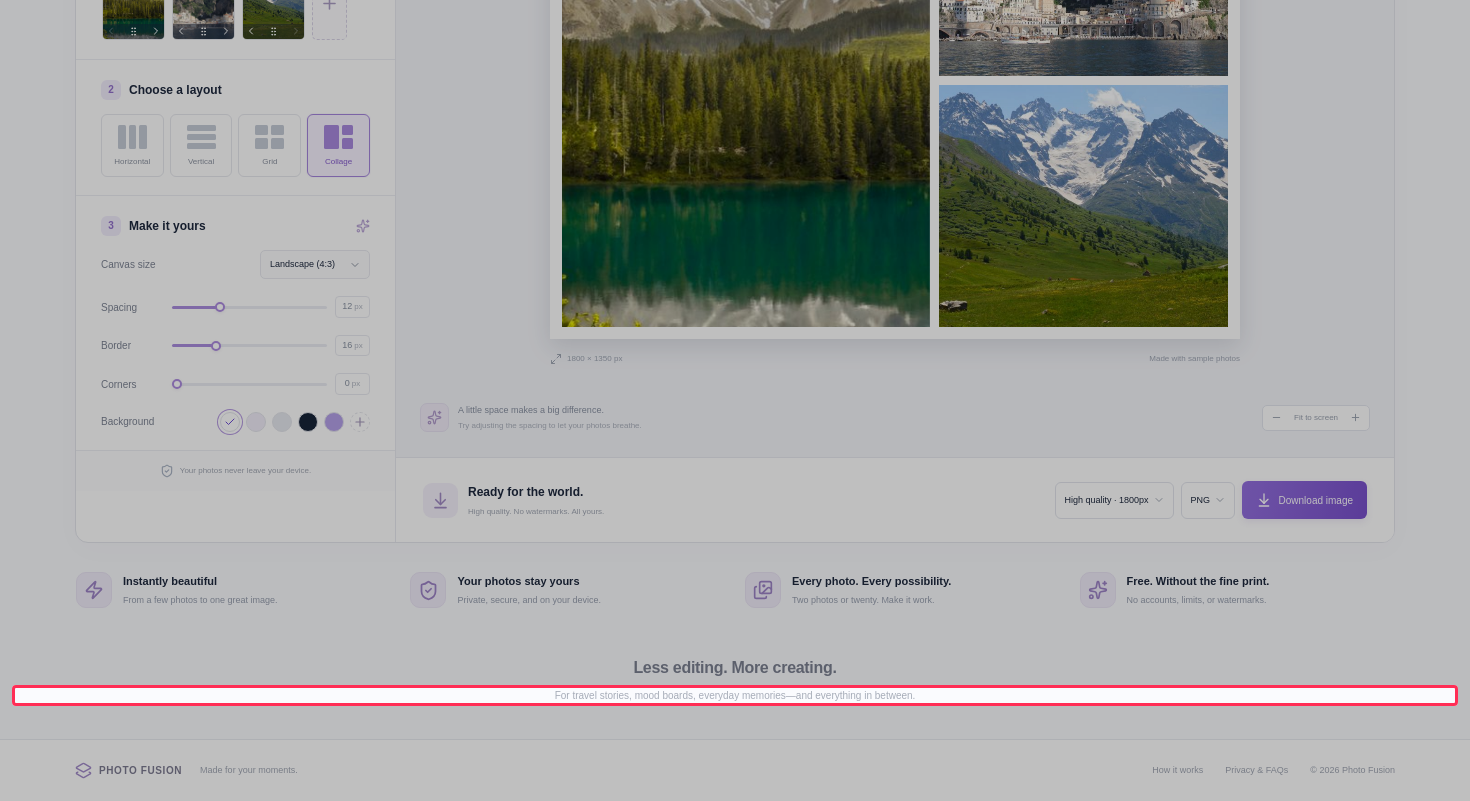 2 Choose a layout
Horizontal
Vertical
Grid
Collage
3 Make it yours
Canvas size
Landscape (4:3)
Spacing
12 px
Border
16 px
Corners
0 px
Background
Your photos never leave your device.
1800 × 1350 px
Made with sample photos
A little space makes a big difference.
Try adjusting the spacing to let your photos breathe.
Fit to screen
Ready for the world.
High quality. No watermarks. All yours.
High quality · 1800px
PNG
Download image
Instantly beautiful
From a few photos to one great image.
Your photos stay yours
Private, secure, and on your device.
Every photo. Every possibility.
Two photos or twenty. Make it work.
Free. Without the fine print.
No accounts, limits, or watermarks.
Less editing. More creating.
For travel stories, mood boards, everyday memories—and everything in between.
PHOTO FUSION
Made for your moments.
How it works
Privacy & FAQs
© 2026 Photo Fusion